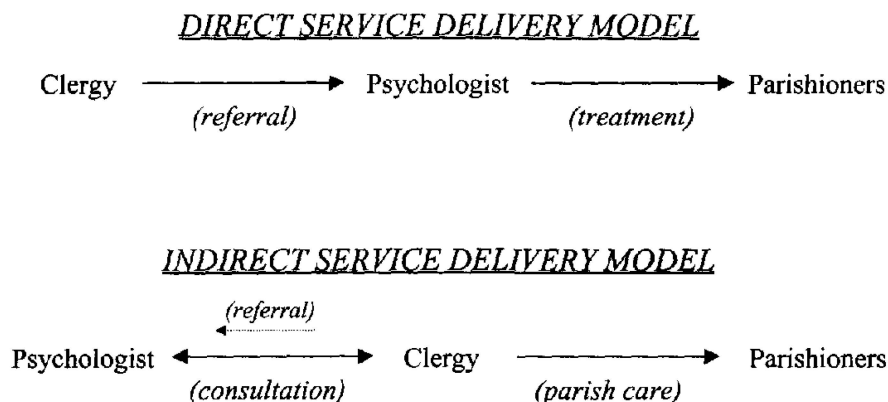 DIRECT SERVICE DELIVERY MODEL
Clergy Psychologist Parishioners
(referral) (treatment)
INDIRECT SERVICE DELIVERY MODEL
(referral)
Psychologist Clergy Parishioners
(consultation) (parish care)